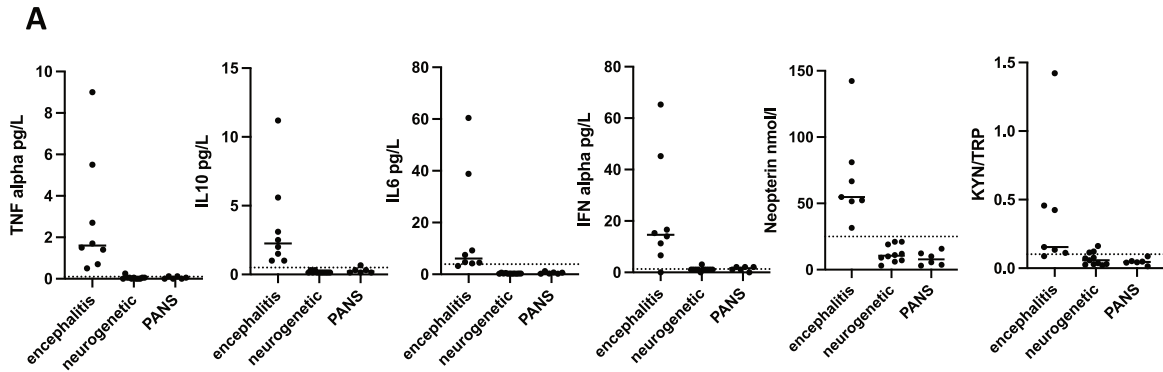 A
TNF alpha pg/L
10
8
6
4
2
0
encephalitis
neurogenetic
PANS
IL10 pg/L
15
10
5
0
encephalitis
neurogenetic
PANS
IL6 pg/L
80
60
40
20
0
encephalitis
neurogenetic
PANS
IFN alpha pg/L
80
60
40
20
0
encephalitis
neurogenetic
PANS
Neopterin nmol/l
150
100
50
0
encephalitis
neurogenetic
PANS
KYN/TRP
1.5
1.0
0.5
0.0
encephalitis
neurogenetic
PANS